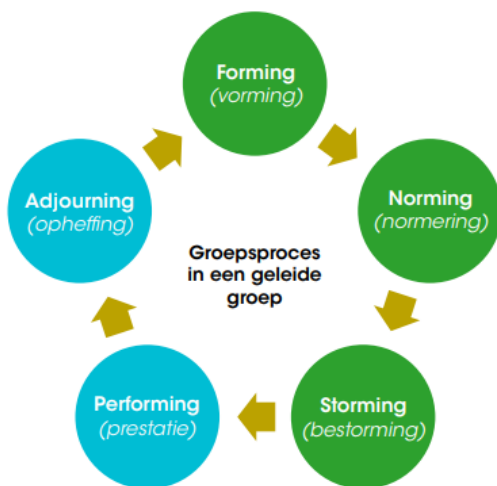 Forming
(vorming)
Norming
(normering)
Storming
(bestorming)
Performing
(prestatie)
Adjourning
(opheffing)
Groepsproces
in een geleide
groep